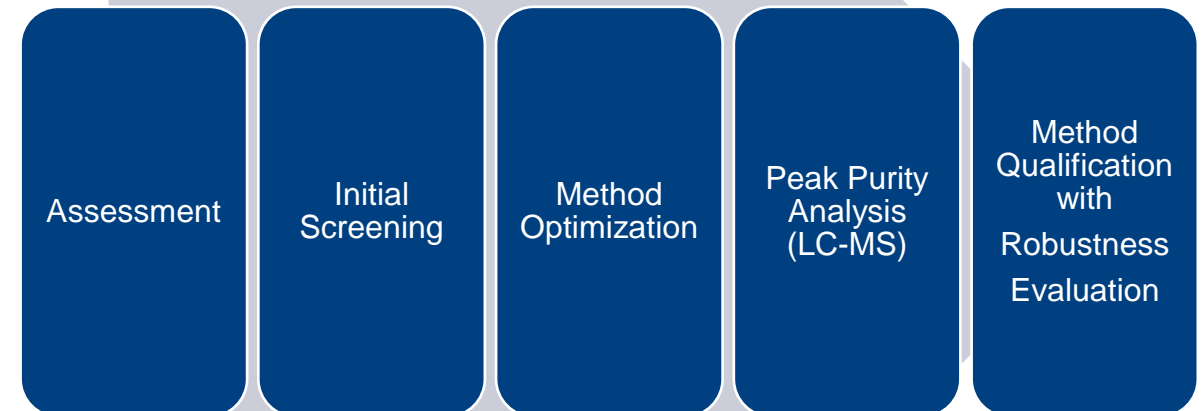 Assessment
Initial
Screening
Method
Optimization
Peak Purity
Analysis
(LC-MS)
Method
Qualification
with
Robustness
Evaluation